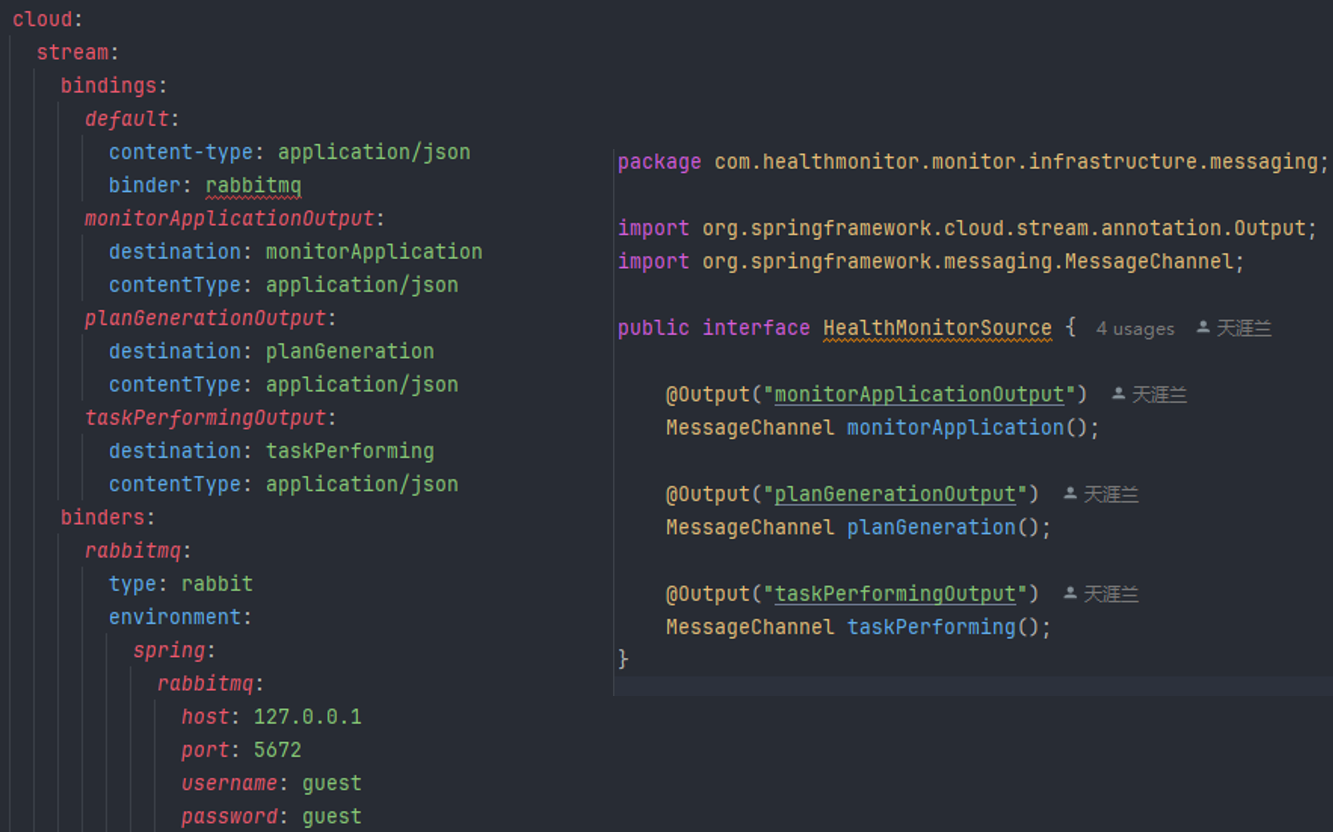 cloud:
stream:
bindings:
default:
content-type: application/json
binder: rabbitmq
monitorApplicationOutput:
destination: monitorApplication
contentType: application/json
planGenerationOutput:
destination: planGeneration
contentType: application/json
taskPerformingOutput:
destination: taskPerforming
contentType: application/json
binders:
rabbitmq:
type: rabbit
environment:
spring:
rabbitmq:
host: 127.0.0.1
port: 5672
username: guest
password: guest
package com.healthmonitor.monitor.infrastructure.messaging;
import org.springframework.cloud.stream.annotation.Output;
import org.springframework.messaging.MessageChannel;
public interface HealthMonitorSource { 4 usages 天涯兰
@Output("monitorApplicationOutput") 天涯兰
MessageChannel monitorApplication();
@Output("planGenerationOutput") 天涯兰
MessageChannel planGeneration();
@Output("taskPerformingOutput") 天涯兰
MessageChannel taskPerforming();
}